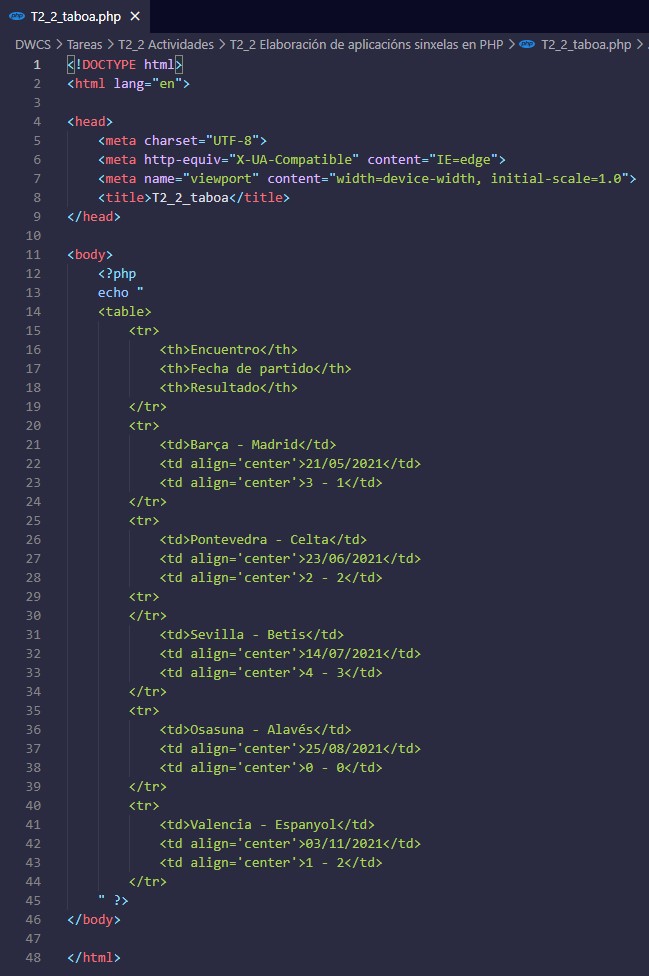 T2_2_taboa.php ×
DWCS > Tareas > T2_2 Actividades > T2_2 Elaboración de aplicacións sinxelas en PHP > T2_2_taboa.php >
1 <!DOCTYPE html>
2 <html lang="en">
3
4 <head>
5 <meta charset="UTF-8">
6 <meta http-equiv="X-UA-Compatible" content="IE=edge">
7 <meta name="viewport" content="width=device-width, initial-scale=1.0">
8 <title>T2_2_taboa</title>
9 </head>
10
11 <body>
12 <?php
13 echo "
14 <table>
15 <tr>
16 <th>Encuentro</th>
17 <th>Fecha de partido</th>
18 <th>Resultado</th>
19 </tr>
20 <tr>
21 <td>Barça - Madrid</td>
22 <td align='center'>21/05/2021</td>
23 <td align='center'>3 - 1</td>
24 </tr>
25 <tr>
26 <td>Pontevedra - Celta</td>
27 <td align='center'>23/06/2021</td>
28 <td align='center'>2 - 2</td>
29 <tr>
30 </tr>
31 <td>Sevilla - Betis</td>
32 <td align='center'>14/07/2021</td>
33 <td align='center'>4 - 3</td>
34 </tr>
35 <tr>
36 <td>Osasuna - Alavés</td>
37 <td align='center'>25/08/2021</td>
38 <td align='center'>0 - 0</td>
39 </tr>
40 <tr>
41 <td>Valencia - Espanyol</td>
42 <td align='center'>03/11/2021</td>
43 <td align='center'>1 - 2</td>
44 </tr>
45 " ?>
46 </body>
47
48 </html>